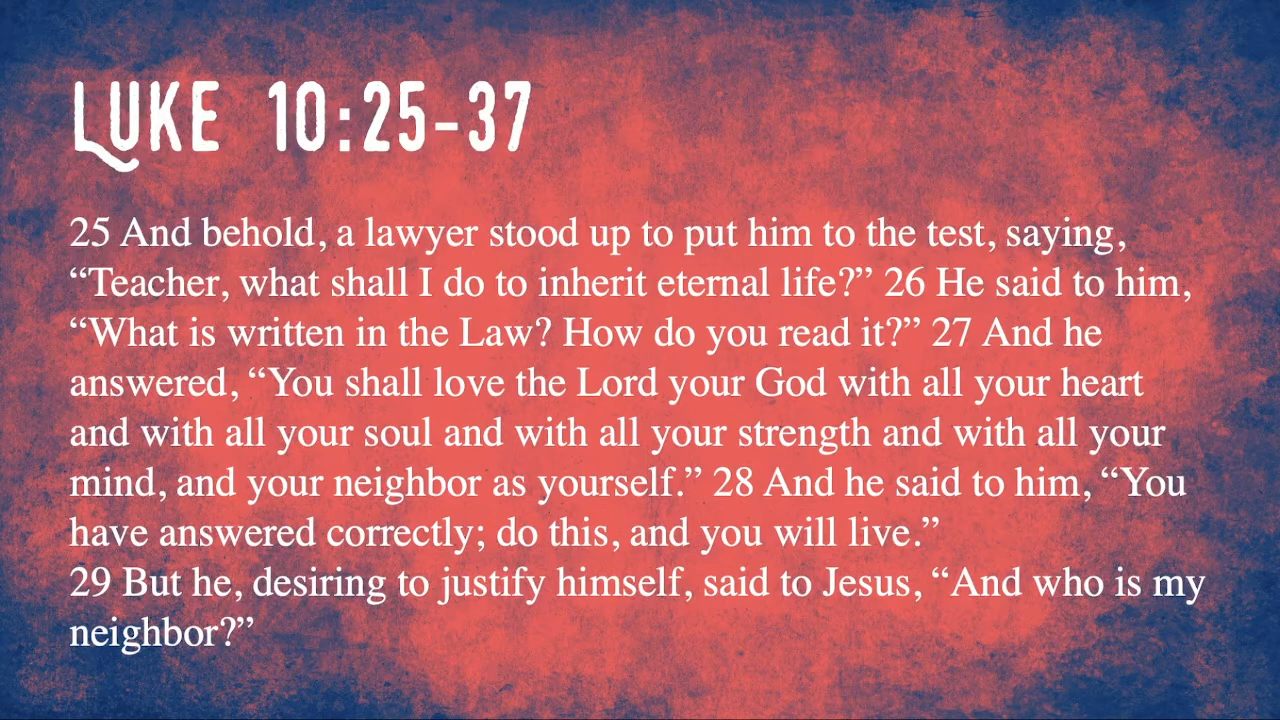 LUKE 10:25-37
25 And behold, a lawyer stood up to put him to the test, saying,
“Teacher, what shall I do to inherit eternal life?” 26 He said to him,
“What is written in the Law? How do you read it?” 27 And he
answered, “You shall love the Lord your God with all your heart
and with all your soul and with all your strength and with all your
mind, and your neighbor as yourself.” 28 And he said to him, “You
have answered correctly; do this, and you will live.”
29 But he, desiring to justify himself, said to Jesus, “And who is my
neighbor?”